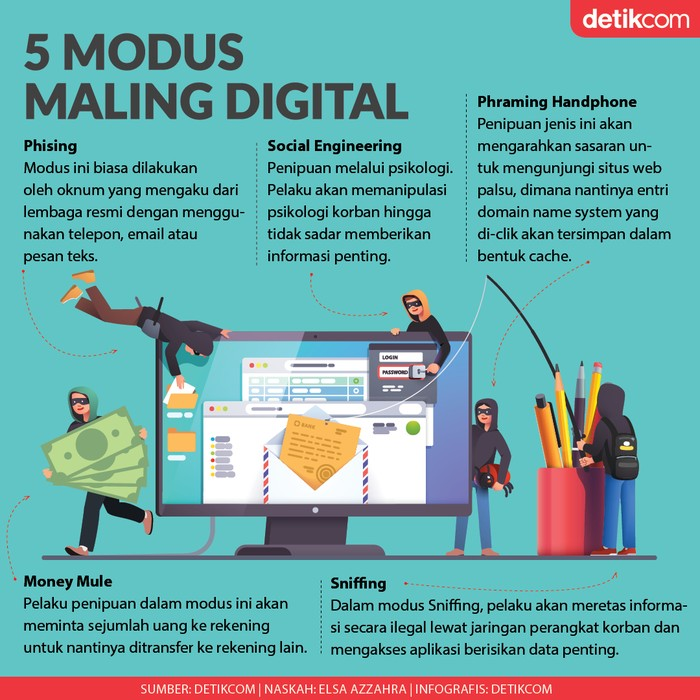 detikcom
5 MODUS
MALING DIGITAL
Phising
Modus ini biasa dilakukan
oleh oknum yang mengaku dari
lembaga resmi dengan menggu-
nakan telepon, email atau
pesan teks.
Social Engineering
Penipuan melalui psikologi.
Pelaku akan memanipulasi
psikologi korban hingga
tidak sadar memberikan
informasi penting.
Phraming Handphone
Penipuan jenis ini akan
mengarahkan sasaran un-
tuk mengunjungi situs web
palsu, dimana nantinya entri
domain name system yang
di-clik akan tersimpan dalam
bentuk cache.
LOGIN
PASSWORD
BANK
Money Mule
Pelaku penipuan dalam modus ini akan
meminta sejumlah uang ke rekening
untuk nantinya ditransfer ke rekening lain.
Sniffing
Dalam modus Sniffing, pelaku akan meretas informa-
si secara ilegal lewat jaringan perangkat korban dan
mengakses aplikasi berisikan data penting.
SUMBER: DETIKCOM | NASKAH: ELSA AZZAHRA | INFOGRAFIS: DETIKCOM